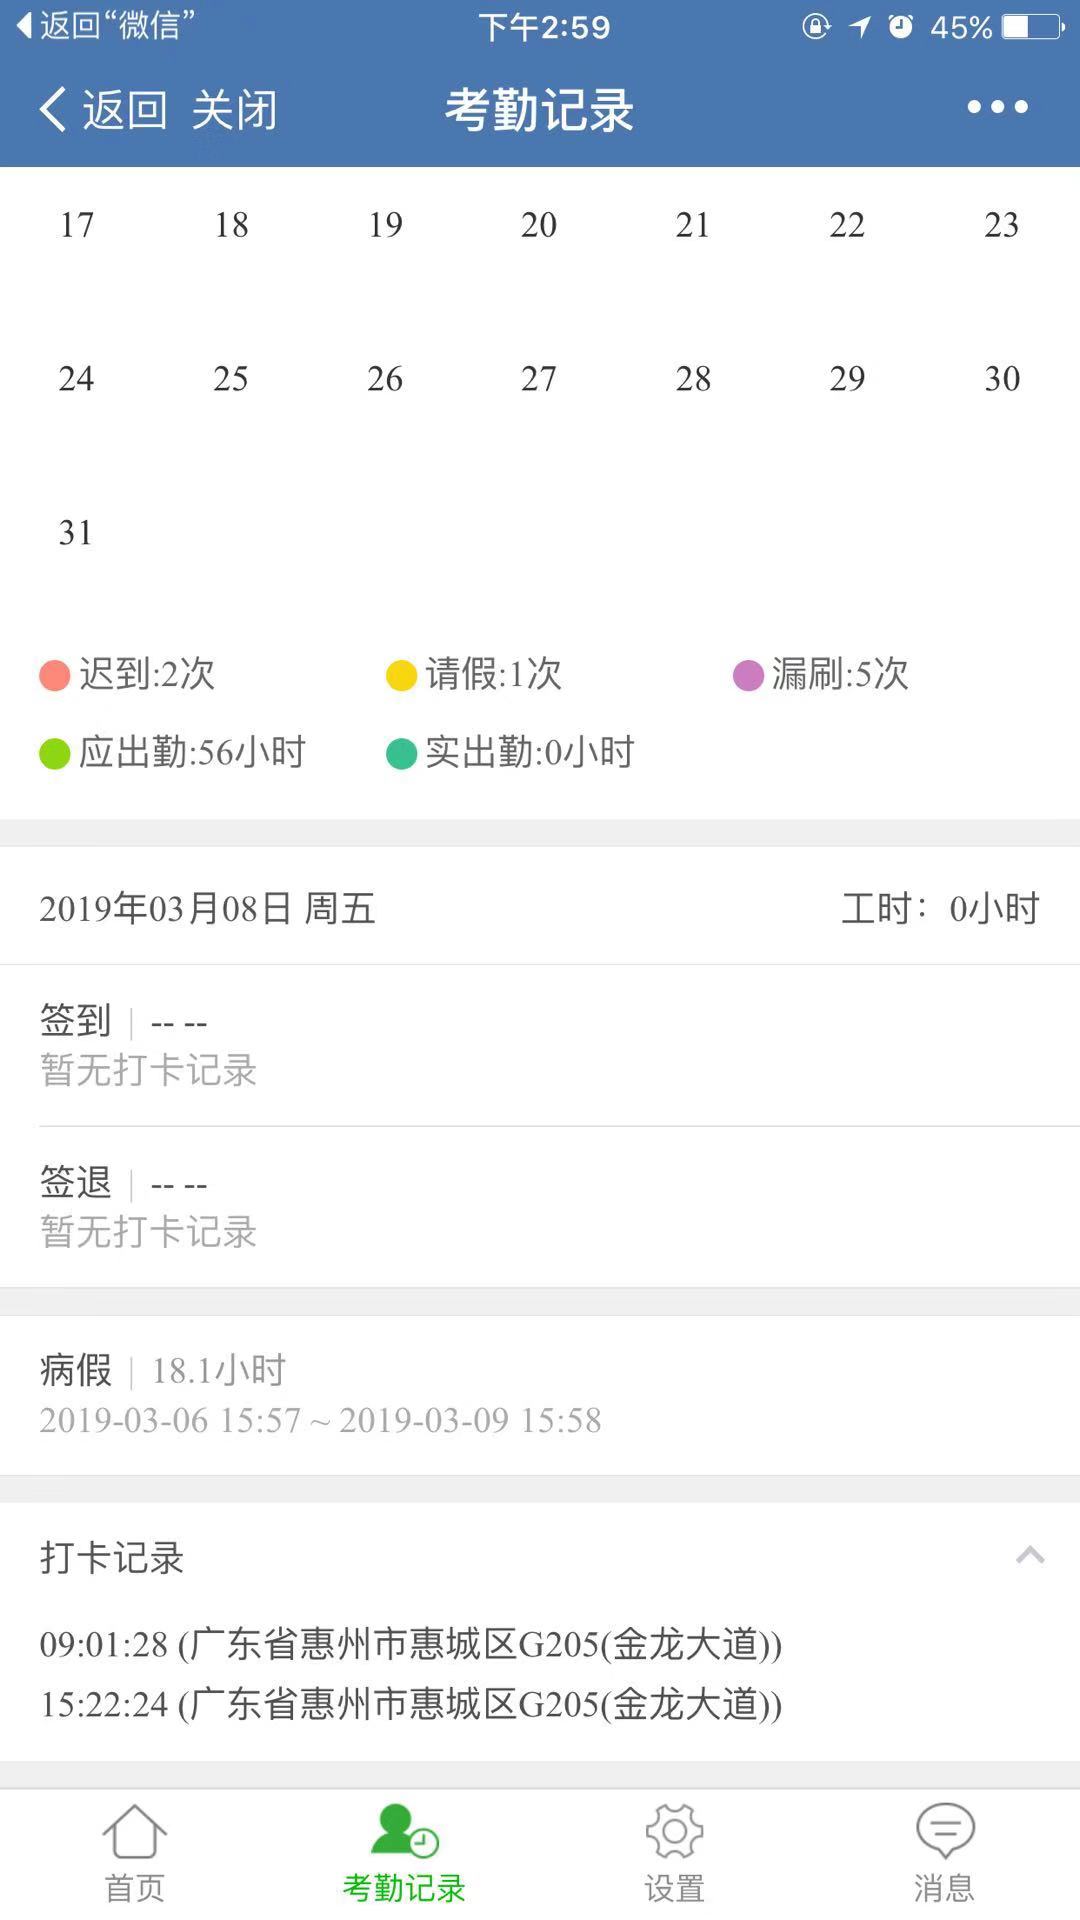 返回“微信” 下午2:59 45%
返回 关闭 考勤记录
17 18 19 20 21 22 23
24 25 26 27 28 29 30
31
迟到:2次 请假:1次 漏刷:5次
应出勤:56小时 实出勤:0小时
2019年03月08日 周五 工时：0小时
签到 | -- --
暂无打卡记录
签退 | -- --
暂无打卡记录
病假 | 18.1小时
2019-03-06 15:57 ~ 2019-03-09 15:58
打卡记录
09:01:28 (广东省惠州市惠城区G205(金龙大道))
15:22:24 (广东省惠州市惠城区G205(金龙大道))
首页 考勤记录 设置 消息